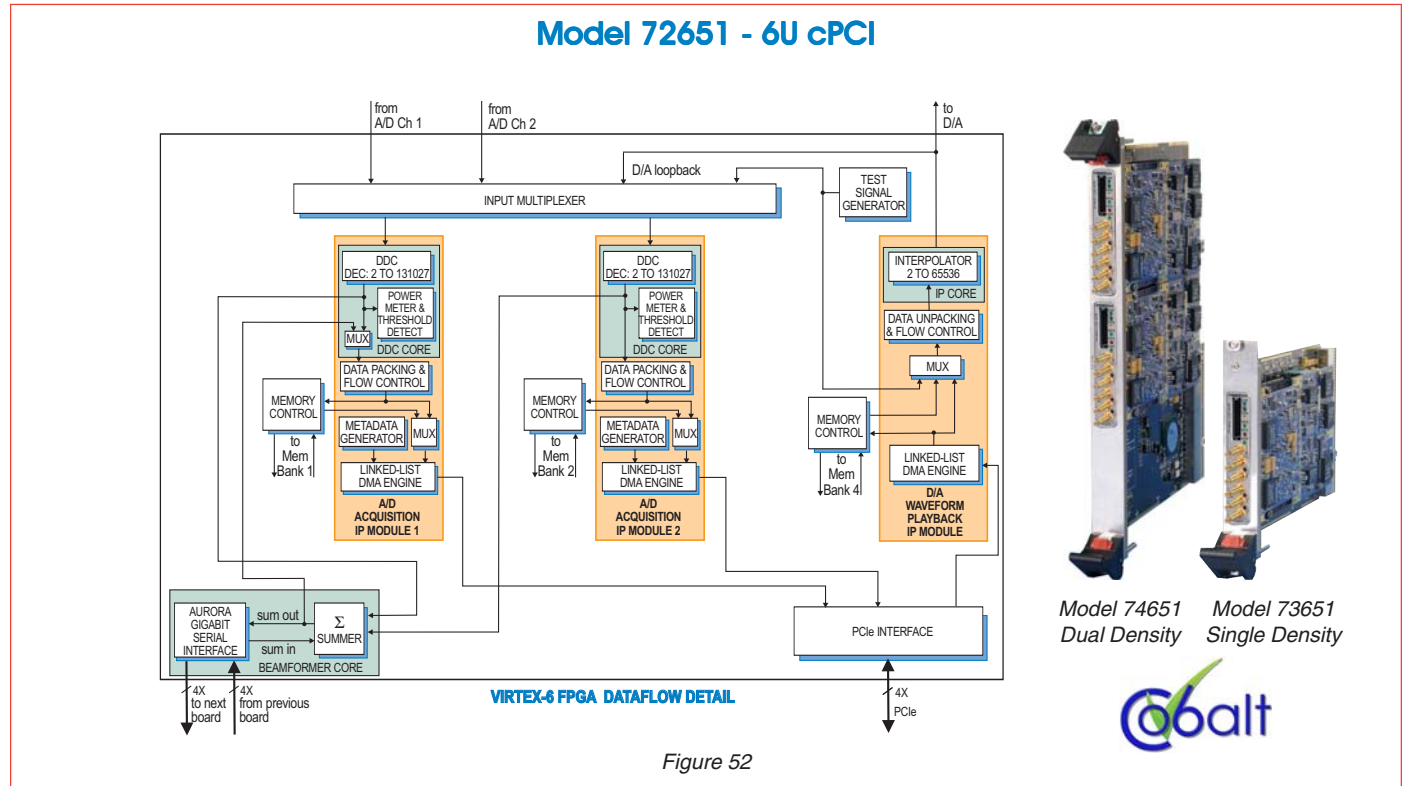 Model 72651 - 6U cPCI
from
A/D Ch 1
from
A/D Ch 2
to
D/A
D/A loopback
TEST
SIGNAL
GENERATOR
INPUT MULTIPLEXER
DDC
DEC: 2 TO 131027
POWER
METER &
THRESHOLD
DETECT
MUX
DDC CORE
DATA PACKING &
FLOW CONTROL
MEMORY
CONTROL
METADATA
GENERATOR
MUX
to
Mem
Bank 1
LINKED-LIST
DMA ENGINE
A/D
ACQUISITION
IP MODULE 1
DDC
DEC: 2 TO 131027
POWER
METER &
THRESHOLD
DETECT
DDC CORE
DATA PACKING &
FLOW CONTROL
MEMORY
CONTROL
METADATA
GENERATOR
MUX
to
Mem
Bank 2
LINKED-LIST
DMA ENGINE
A/D
ACQUISITION
IP MODULE 2
INTERPOLATOR
2 TO 65536
IP CORE
DATA UNPACKING
& FLOW CONTROL
MUX
MEMORY
CONTROL
to
Mem
Bank 4
LINKED-LIST
DMA ENGINE
D/A
WAVEFORM
PLAYBACK
IP MODULE
AURORA
GIGABIT
SERIAL
INTERFACE
sum out
sum in
Σ
SUMMER
BEAMFORMER CORE
PCIe INTERFACE
4X
to next
board
4X
from previous
board
VIRTEX-6 FPGA DATAFLOW DETAIL
4X
PCIe
Model 74651
Dual Density
Model 73651
Single Density
Cobalt
Figure 52